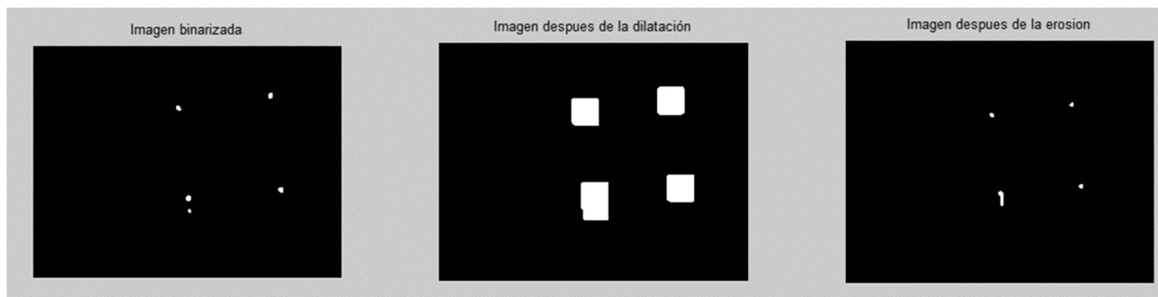 Imagen binarizada
Imagen despues de la dilatación
Imagen despues de la erosion